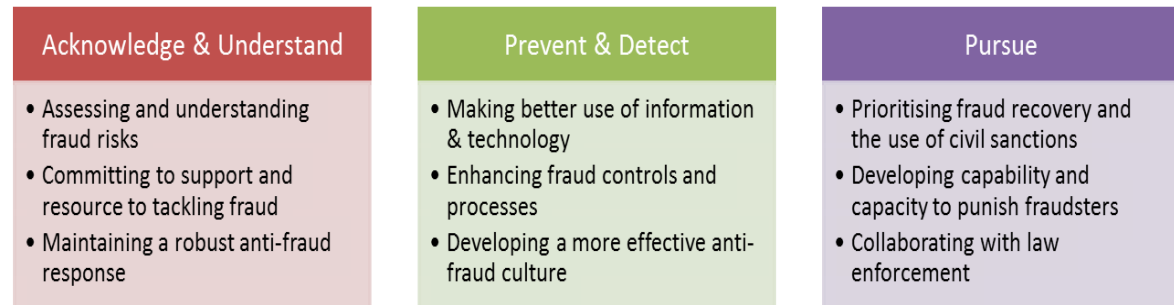 Acknowledge & Understand
• Assessing and understanding
fraud risks
• Committing to support and
resource to tackling fraud
• Maintaining a robust anti-fraud
response
Prevent & Detect
• Making better use of information
& technology
• Enhancing fraud controls and
processes
• Developing a more effective anti-
fraud culture
Pursue
• Prioritising fraud recovery and
the use of civil sanctions
• Developing capability and
capacity to punish fraudsters
• Collaborating with law
enforcement